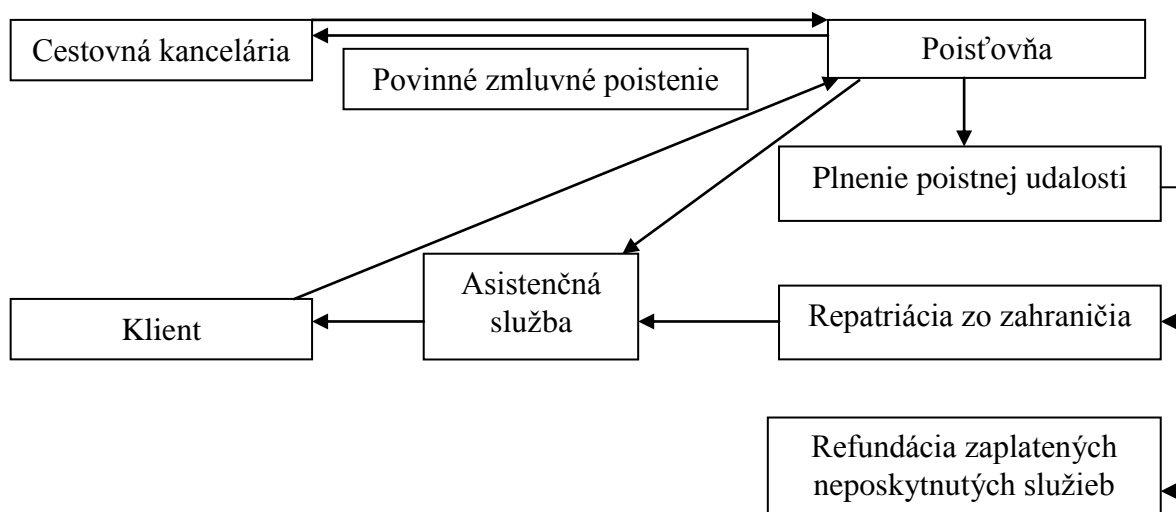 Cestovná kancelária
Poisťovňa
Povinné zmluvné poistenie
Plnenie poistnej udalosti
Asistenčná
služba
Klient
Repatriácia zo zahraničia
Refundácia zaplatených
neposkytnutých služieb